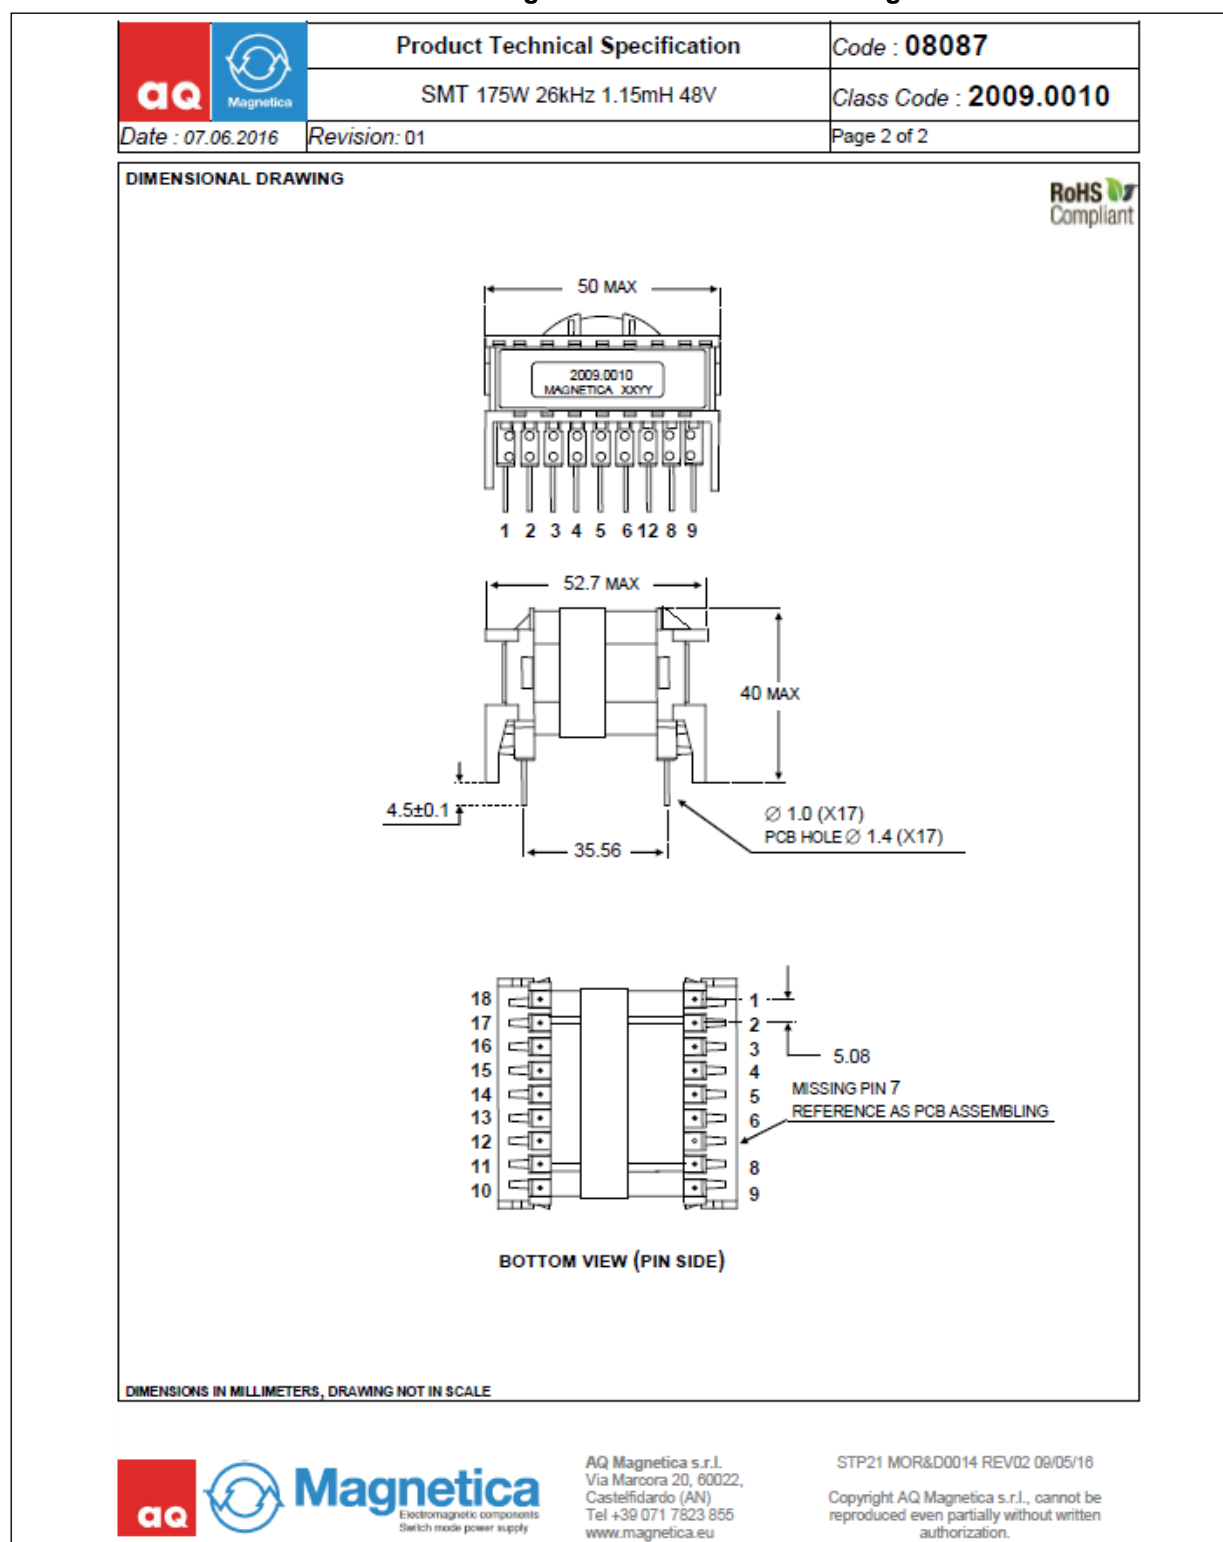 Product Technical Specification
Code : 08087
aQ
Magnetica
SMT 175W 26kHz 1.15mH 48V
Class Code : 2009.0010
Date : 07.06.2016
Revision: 01
Page 2 of 2
DIMENSIONAL DRAWING
RoHS
Compliant
50 MAX
2009.0010
MAGNETICA XXYY
1 2 3 4 5 6 12 8 9
52.7 MAX
40 MAX
4.5±0.1
35.56
∅ 1.0 (X17)
PCB HOLE ∅ 1.4 (X17)
18
17
16
15
14
13
12
11
10
1
2
3
4
5
6
8
9
5.08
MISSING PIN 7
REFERENCE AS PCB ASSEMBLING
BOTTOM VIEW (PIN SIDE)
DIMENSIONS IN MILLIMETERS, DRAWING NOT IN SCALE
aQ
Magnetica
Electromagnetic components
Switch mode power supply
AQ Magnetica s.r.l.
Via Marcora 20, 60022,
Castelfidardo (AN)
Tel +39 071 7823 855
www.magnetica.eu
STP21 MOR&D0014 REV02 09/05/16
Copyright AQ Magnetica s.r.l., cannot be
reproduced even partially without written
authorization.